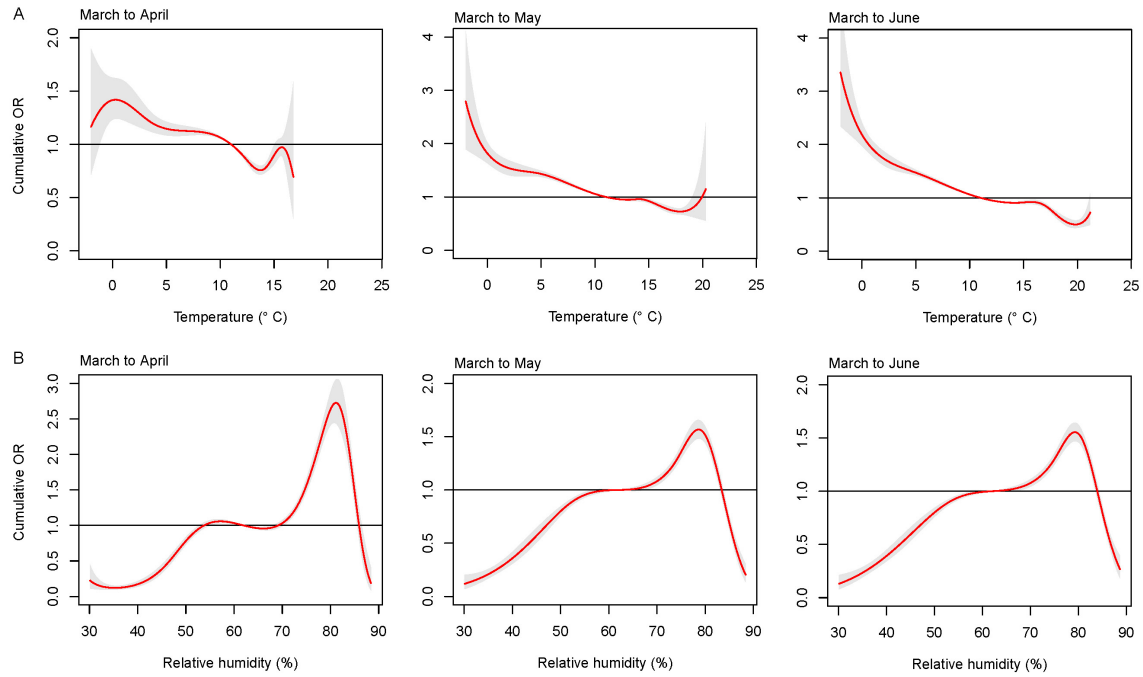 A
March to April
March to May
March to June
Cumulative OR
2.0
1.5
1.0
0.5
0.0
4
3
2
1
0
4
3
2
1
0
0 5 10 15 20 25
0 5 10 15 20 25
0 5 10 15 20 25
Temperature (° C)
Temperature (° C)
Temperature (° C)
B
March to April
March to May
March to June
Cumulative OR
3.0
2.5
2.0
1.5
1.0
0.5
0.0
2.0
1.5
1.0
0.5
0.0
2.0
1.5
1.0
0.5
0.0
30 40 50 60 70 80 90
30 40 50 60 70 80 90
30 40 50 60 70 80 90
Relative humidity (%)
Relative humidity (%)
Relative humidity (%)